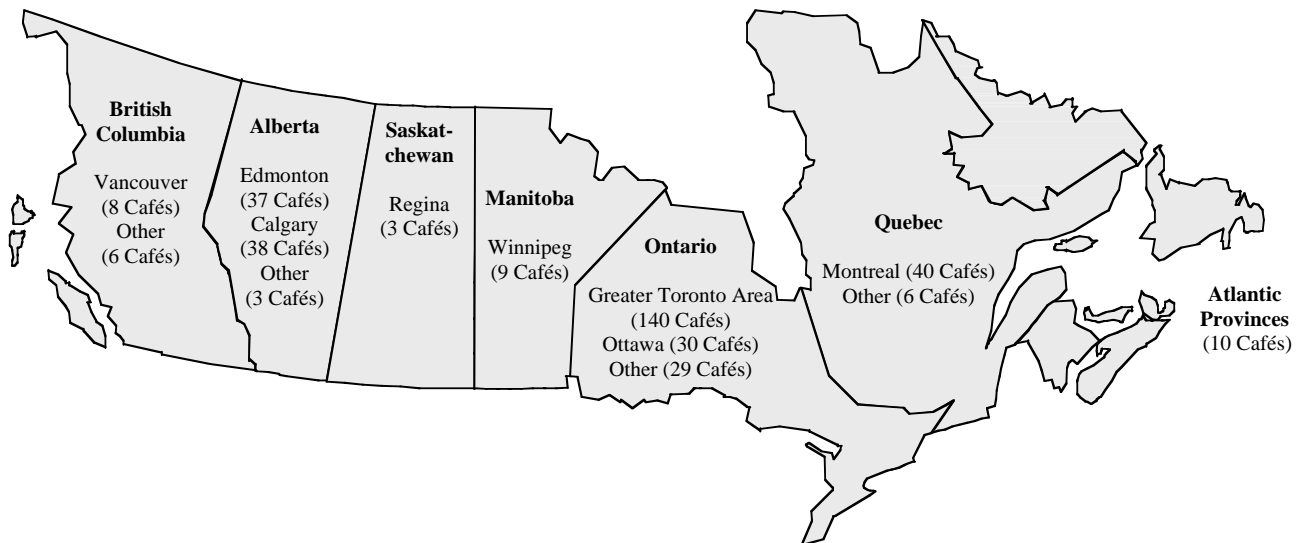 British
Columbia
Vancouver
(8 Cafés)
Other
(6 Cafés)
Alberta
Edmonton
(37 Cafés)
Calgary
(38 Cafés)
Other
(3 Cafés)
Saskat-
chewan
Regina
(3 Cafés)
Manitoba
Winnipeg
(9 Cafés)
Ontario
Greater Toronto Area
(140 Cafés)
Ottawa (30 Cafés)
Other (29 Cafés)
Quebec
Montreal (40 Cafés)
Other (6 Cafés)
Atlantic
Provinces
(10 Cafés)